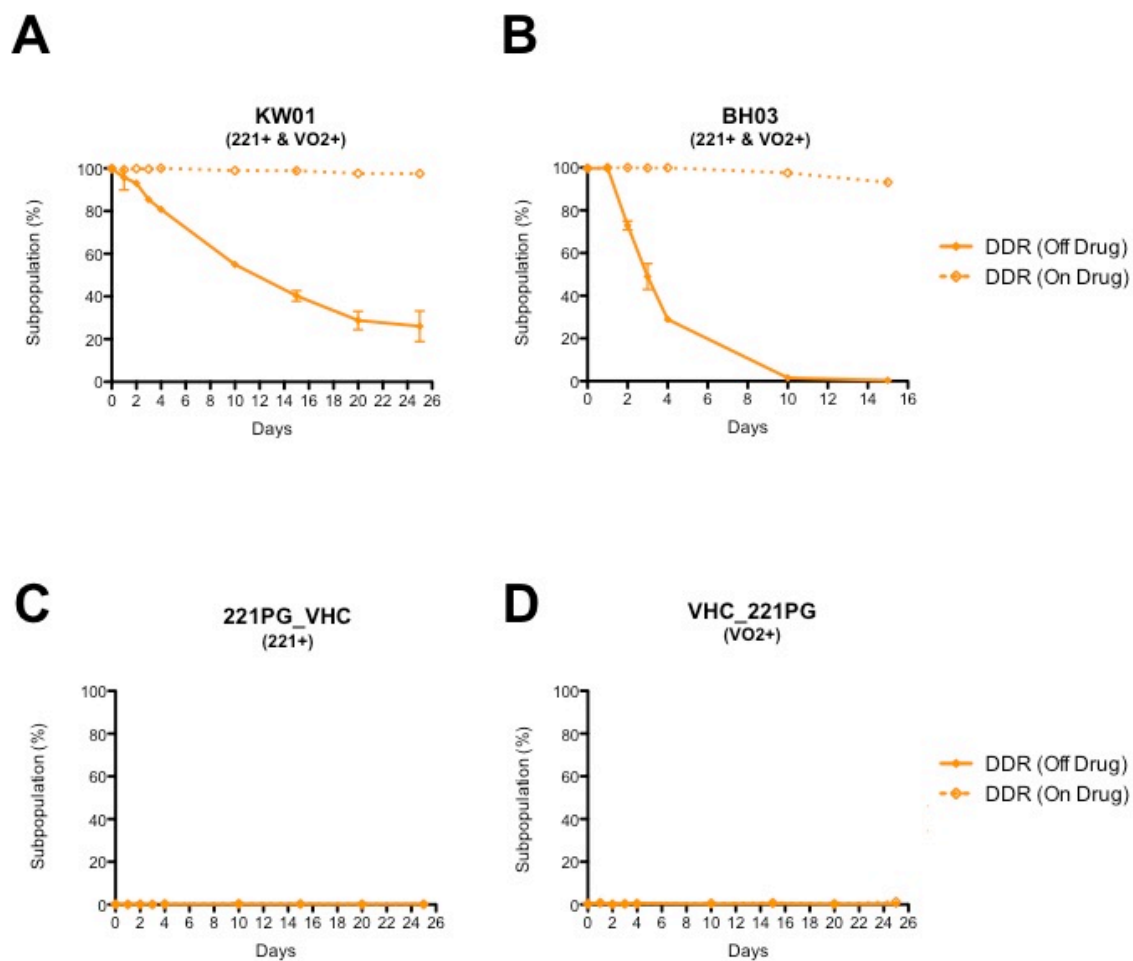 A
KW01
(221+ & VO2+)
Subpopulation (%)
100
80
60
40
20
0
0 2 4 6 8 10 12 14 16 18 20 22 24 26
Days
B
BH03
(221+ & VO2+)
Subpopulation (%)
100
80
60
40
20
0
0 2 4 6 8 10 12 14 16
Days
DDR (Off Drug)
DDR (On Drug)
C
221PG_VHC
(221+)
Subpopulation (%)
100
80
60
40
20
0
0 2 4 6 8 10 12 14 16 18 20 22 24 26
Days
D
VHC_221PG
(VO2+)
Subpopulation (%)
100
80
60
40
20
0
0 2 4 6 8 10 12 14 16 18 20 22 24 26
Days
DDR (Off Drug)
DDR (On Drug)